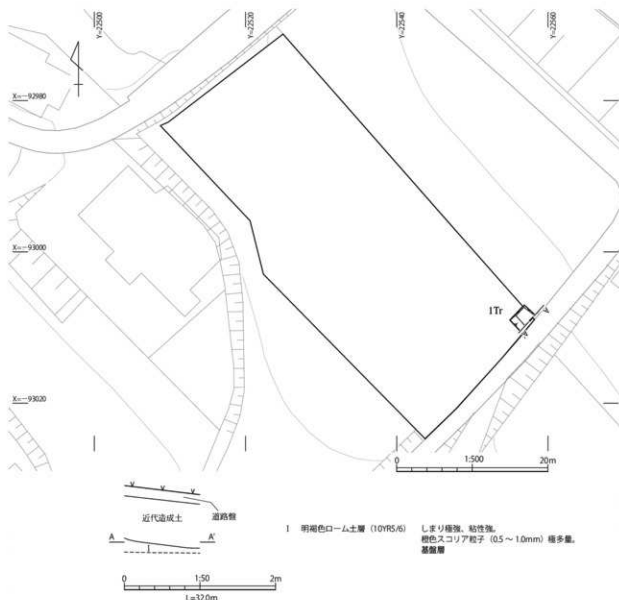 Y=22500
Y=22520
Y=22540
Y=22560
X=-92980
X=-93000
1Tr
A
A'
X=-93020
0 1:500 20m
道路盤
近代造成土
A A'
1
1 明褐色ローム土層（10YR5/6） しまり極強、粘性強。
橙色スコリア粒子（0.5～1.0mm）極多量。
基盤層
0 1:50 2m
L=32.0m